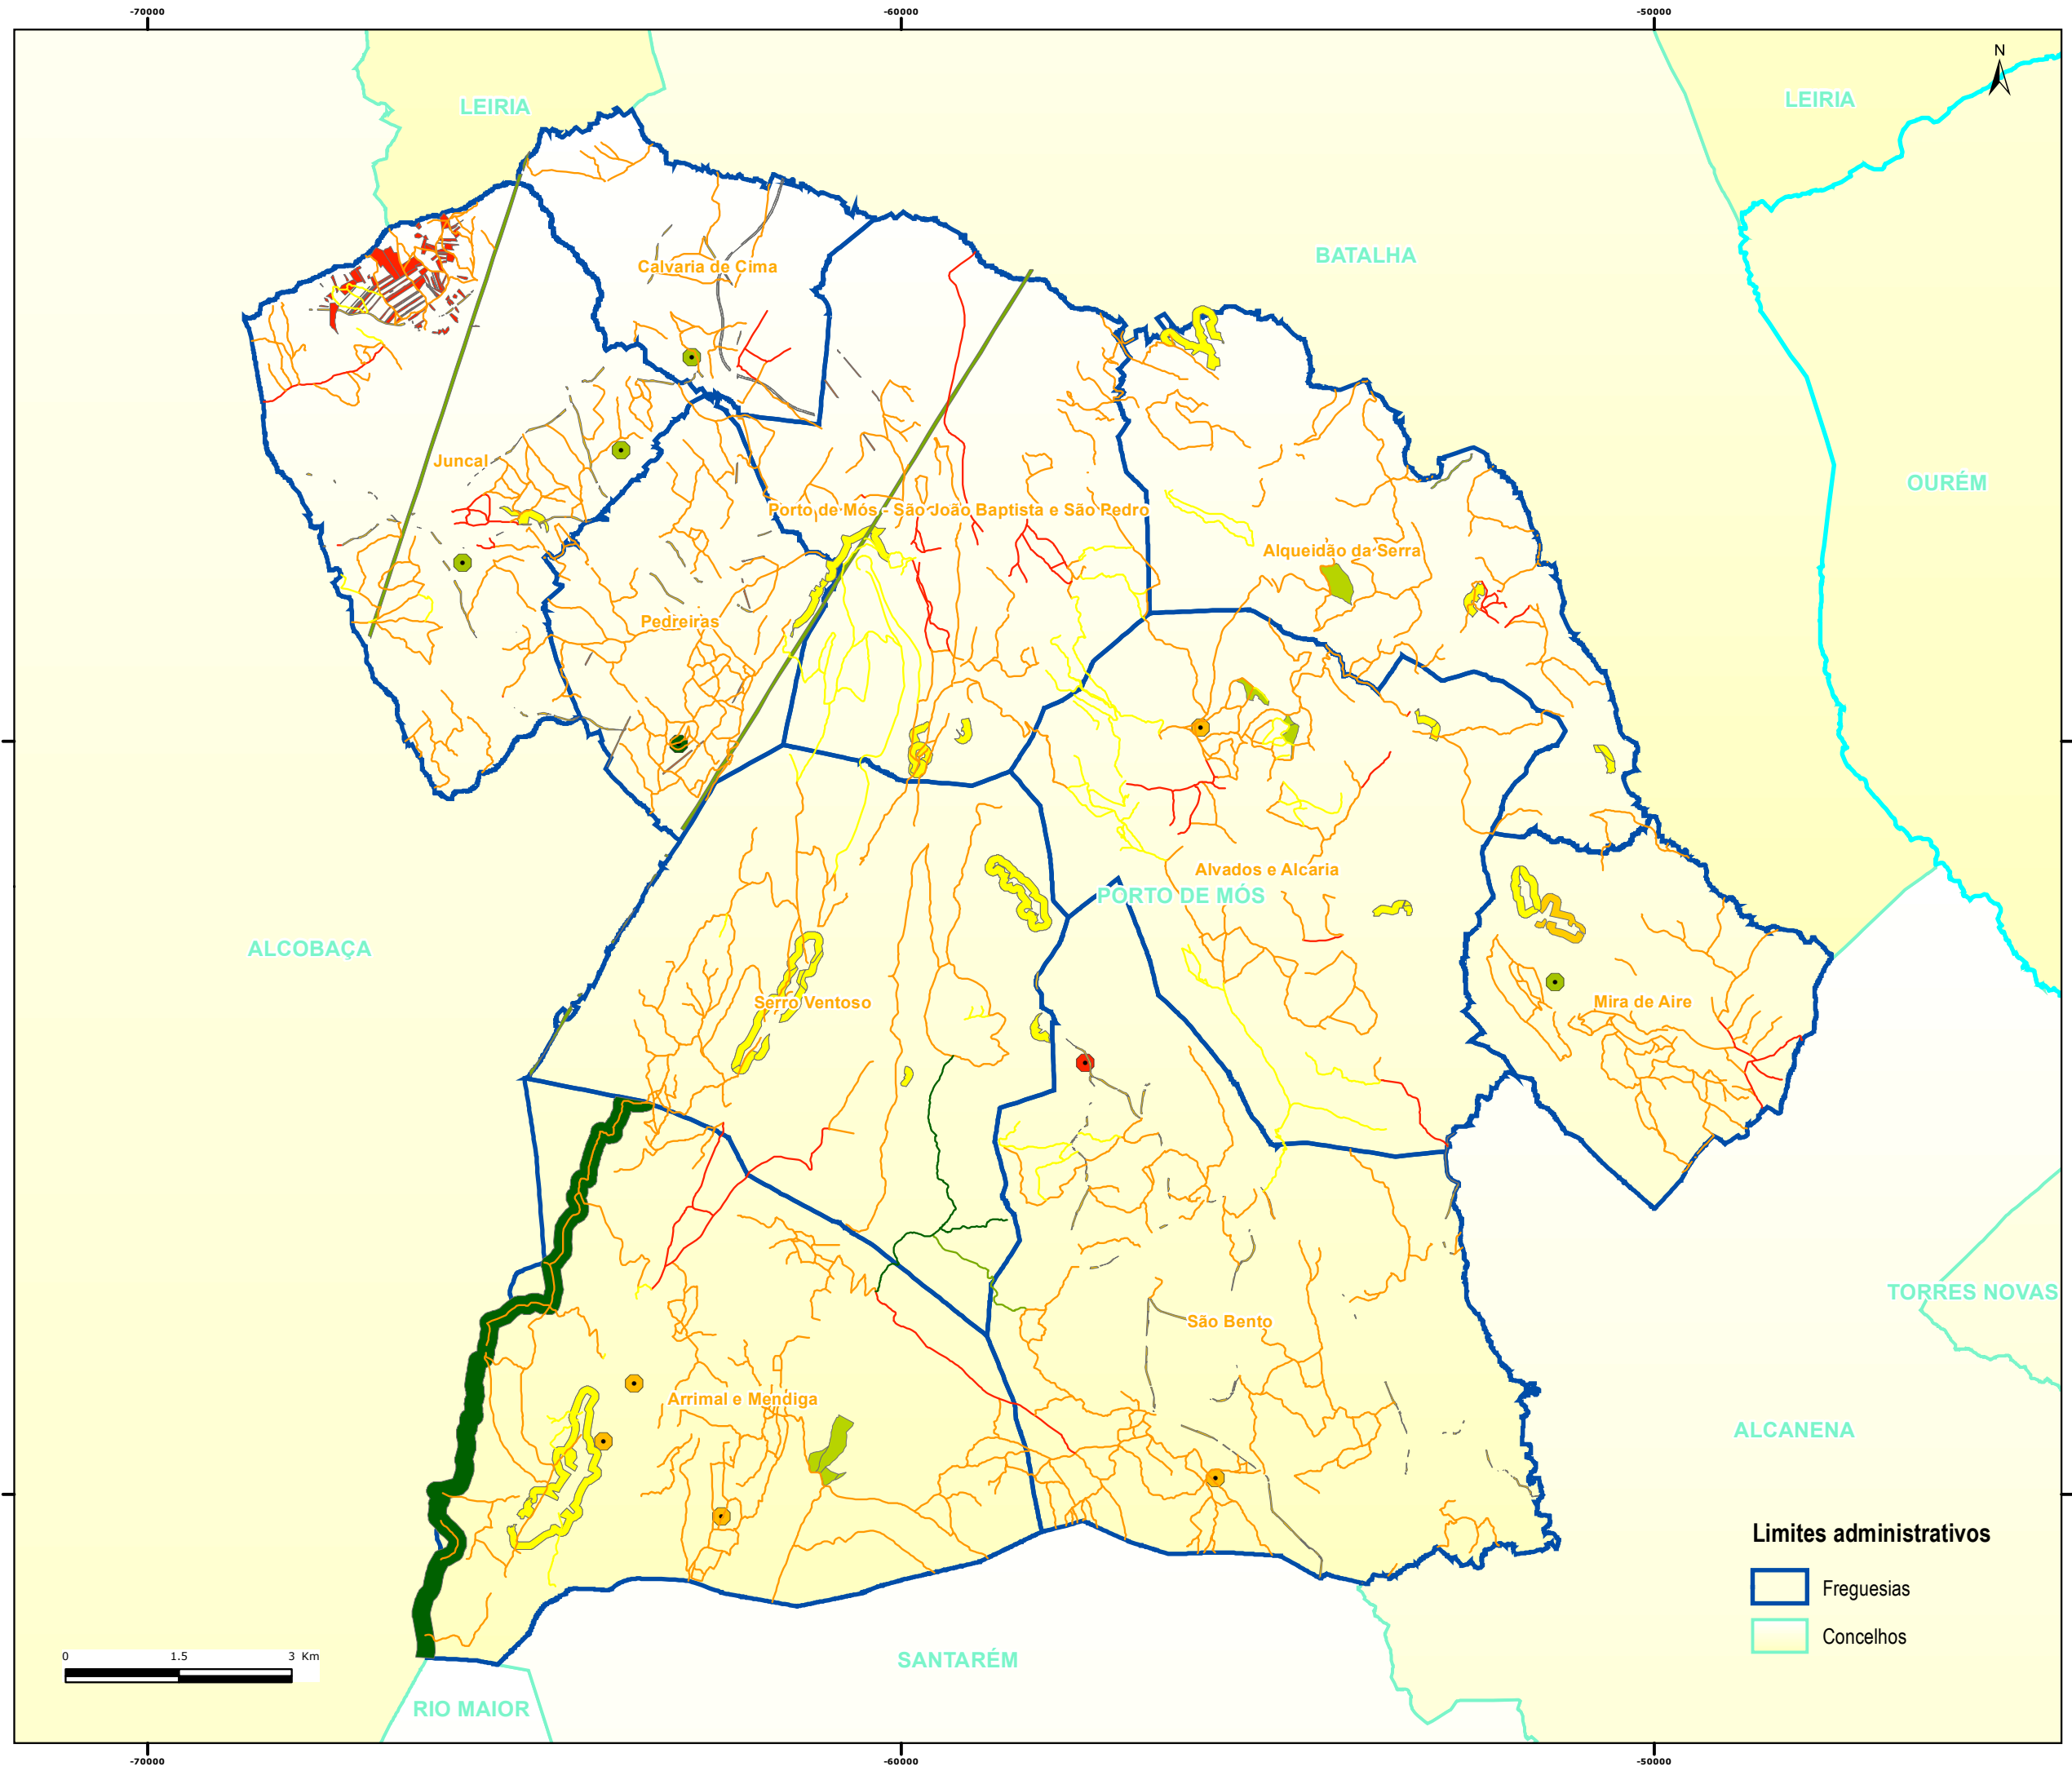 -70000
-60000
-50000
N
LEIRIA
LEIRIA
BATALHA
Calvaria de Cima
Juncal
OURÉM
Porto de Mós - São João Baptista e São Pedro
Alqueidão da Serra
Pedreiras
Alvados e Alcaria
PORTO DE MÓS
ALCOBAÇA
Serro Ventoso
Mira de Aire
TORRES NOVAS
São Bento
Arrimal e Mendiga
ALCANENA
Limites administrativos
Freguesias
Concelhos
0 1.5 3 Km
SANTARÉM
RIO MAIOR
-70000
-60000
-50000